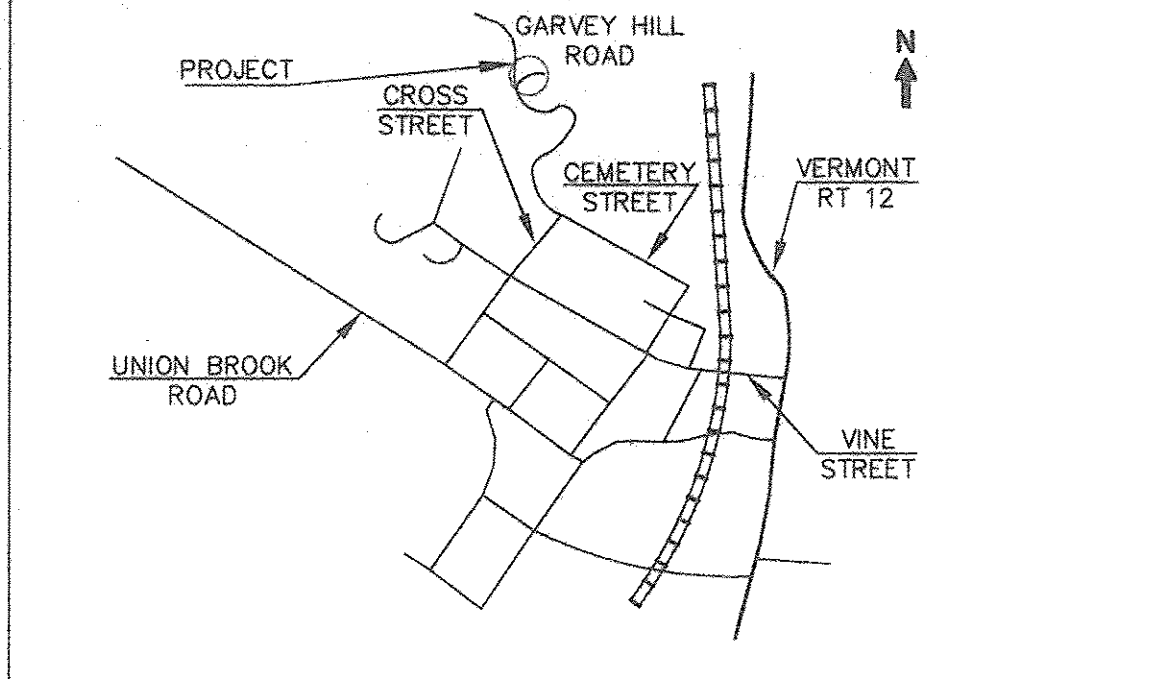 GARVEY HILL
ROAD
N
PROJECT
CROSS
STREET
CEMETERY
STREET
VERMONT
RT 12
UNION BROOK
ROAD
VINE
STREET